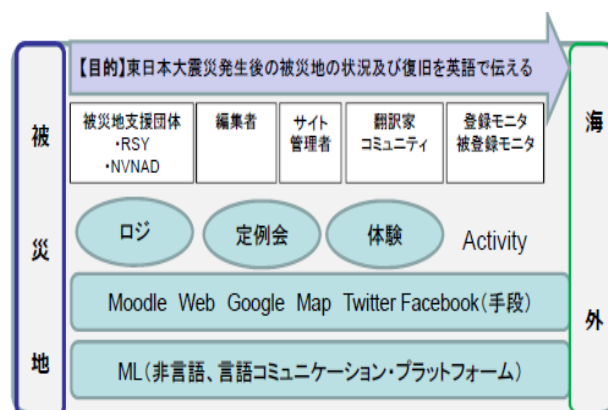 【目的】東日本大震災発生後の被災地の状況及び復旧を英語で伝える
被災地
被災地支援団体
・RSY
・NVNAD
編集者
サイト
管理者
翻訳家
コミュニティ
登録モニタ
被登録モニタ
海外
ロジ
定例会
体験
Activity
Moodle Web Google Map Twitter Facebook(手段)
ML(非言語、言語コミュニケーション・プラットフォーム)